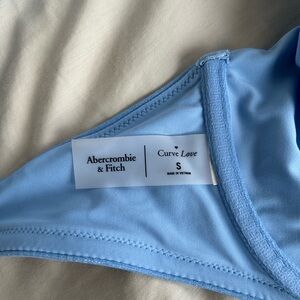 Abercrombie
& Fitch
Curve Love
S
MADE IN VIETNAM